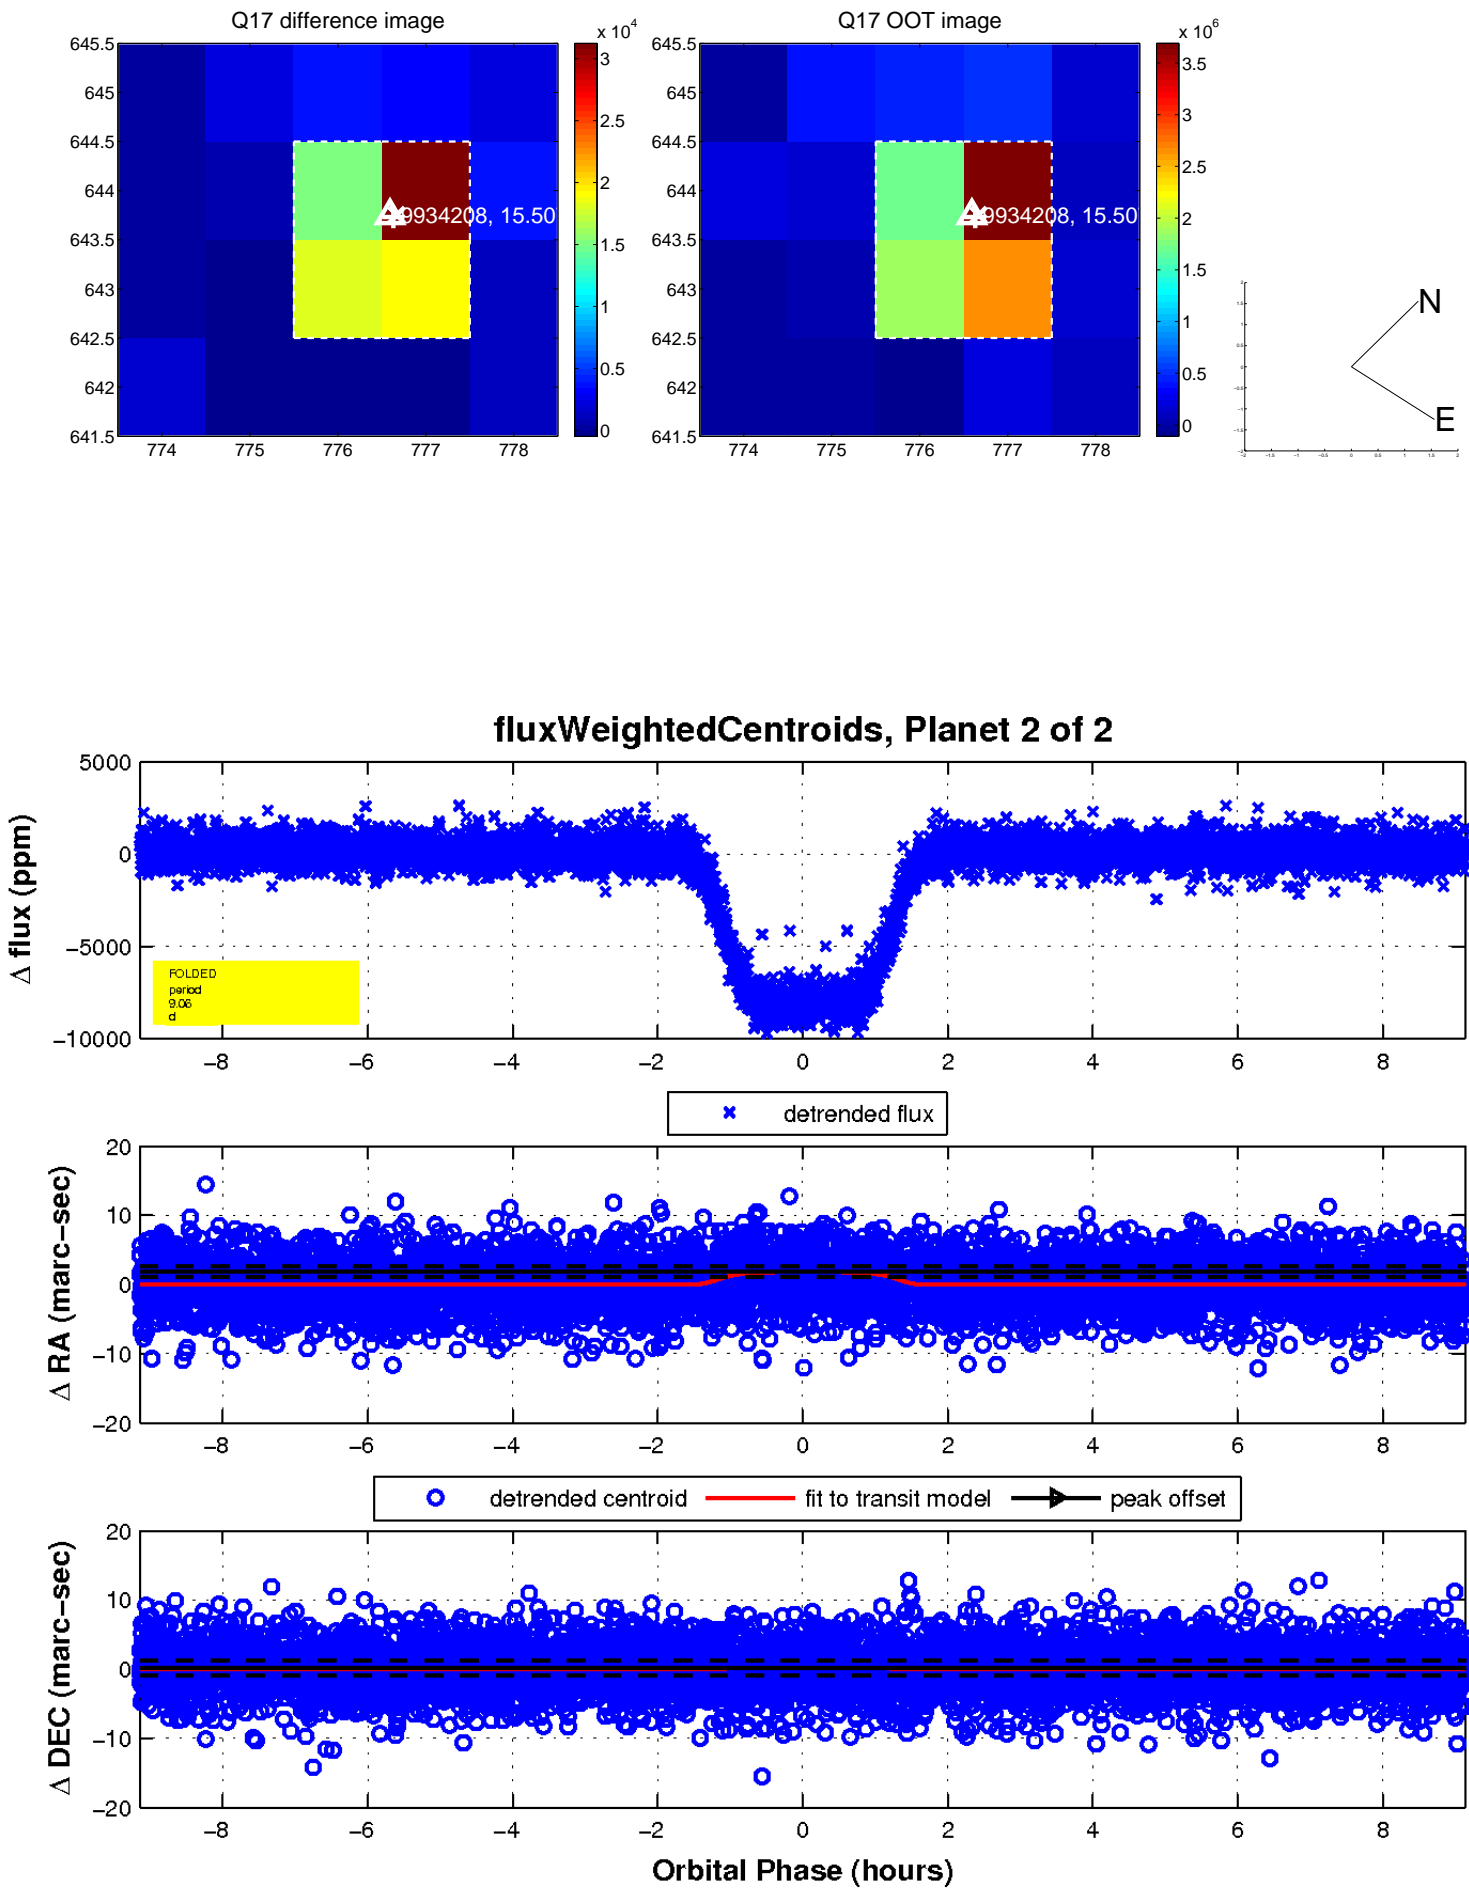 Q17 difference image
x 10^4
645.5
645
644.5
644
643.5
643
642.5
642
641.5
774 775 776 777 778
9934208, 15.50
3
2.5
2
1.5
1
0.5
0
Q17 OOT image
x 10^6
645.5
645
644.5
644
643.5
643
642.5
642
641.5
774 775 776 777 778
9934208, 15.50
3.5
3
2.5
2
1.5
1
0.5
0
N
E
fluxWeightedCentroids, Planet 2 of 2
Δ flux (ppm)
5000
0
−5000
−10000
FOLDED
period
9.06
d
−8 −6 −4 −2 0 2 4 6 8
detrended flux
Δ RA (marc−sec)
20
10
0
−10
−20
−8 −6 −4 −2 0 2 4 6 8
detrended centroid fit to transit model peak offset
Δ DEC (marc−sec)
20
10
0
−10
−20
−8 −6 −4 −2 0 2 4 6 8
Orbital Phase (hours)